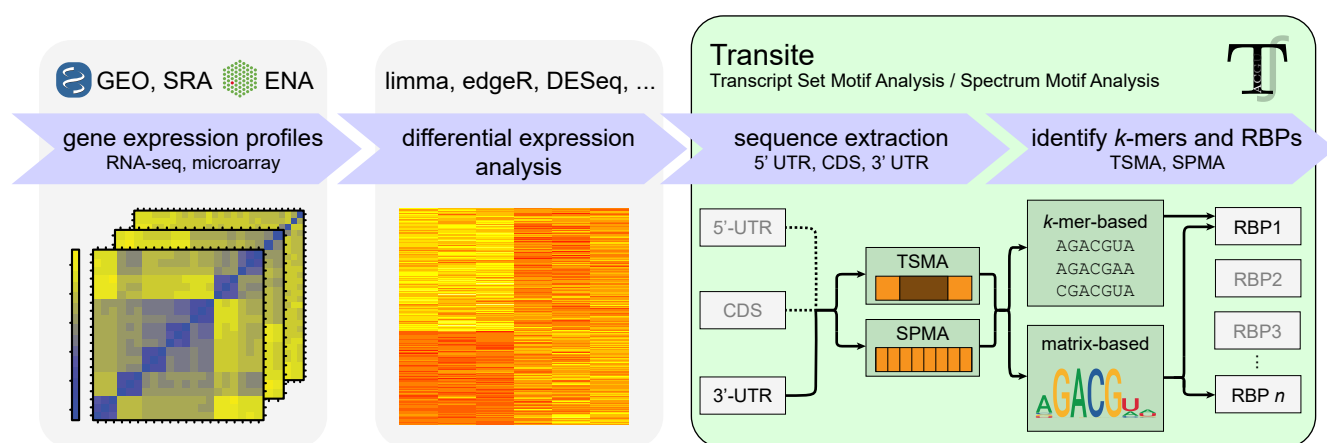 GEO, SRA ENA
gene expression profiles
RNA-seq, microarray
limma, edgeR, DESeq, ...
differential expression
analysis
Transite
Transcript Set Motif Analysis / Spectrum Motif Analysis
sequence extraction
5' UTR, CDS, 3' UTR
identify k-mers and RBPs
TSMA, SPMA
5'-UTR
CDS
3'-UTR
TSMA
SPMA
k-mer-based
AGACGUA
AGACGAA
CGACGUA
matrix-based
AGACGU
RBP1
RBP2
RBP3
⋮
RBP n